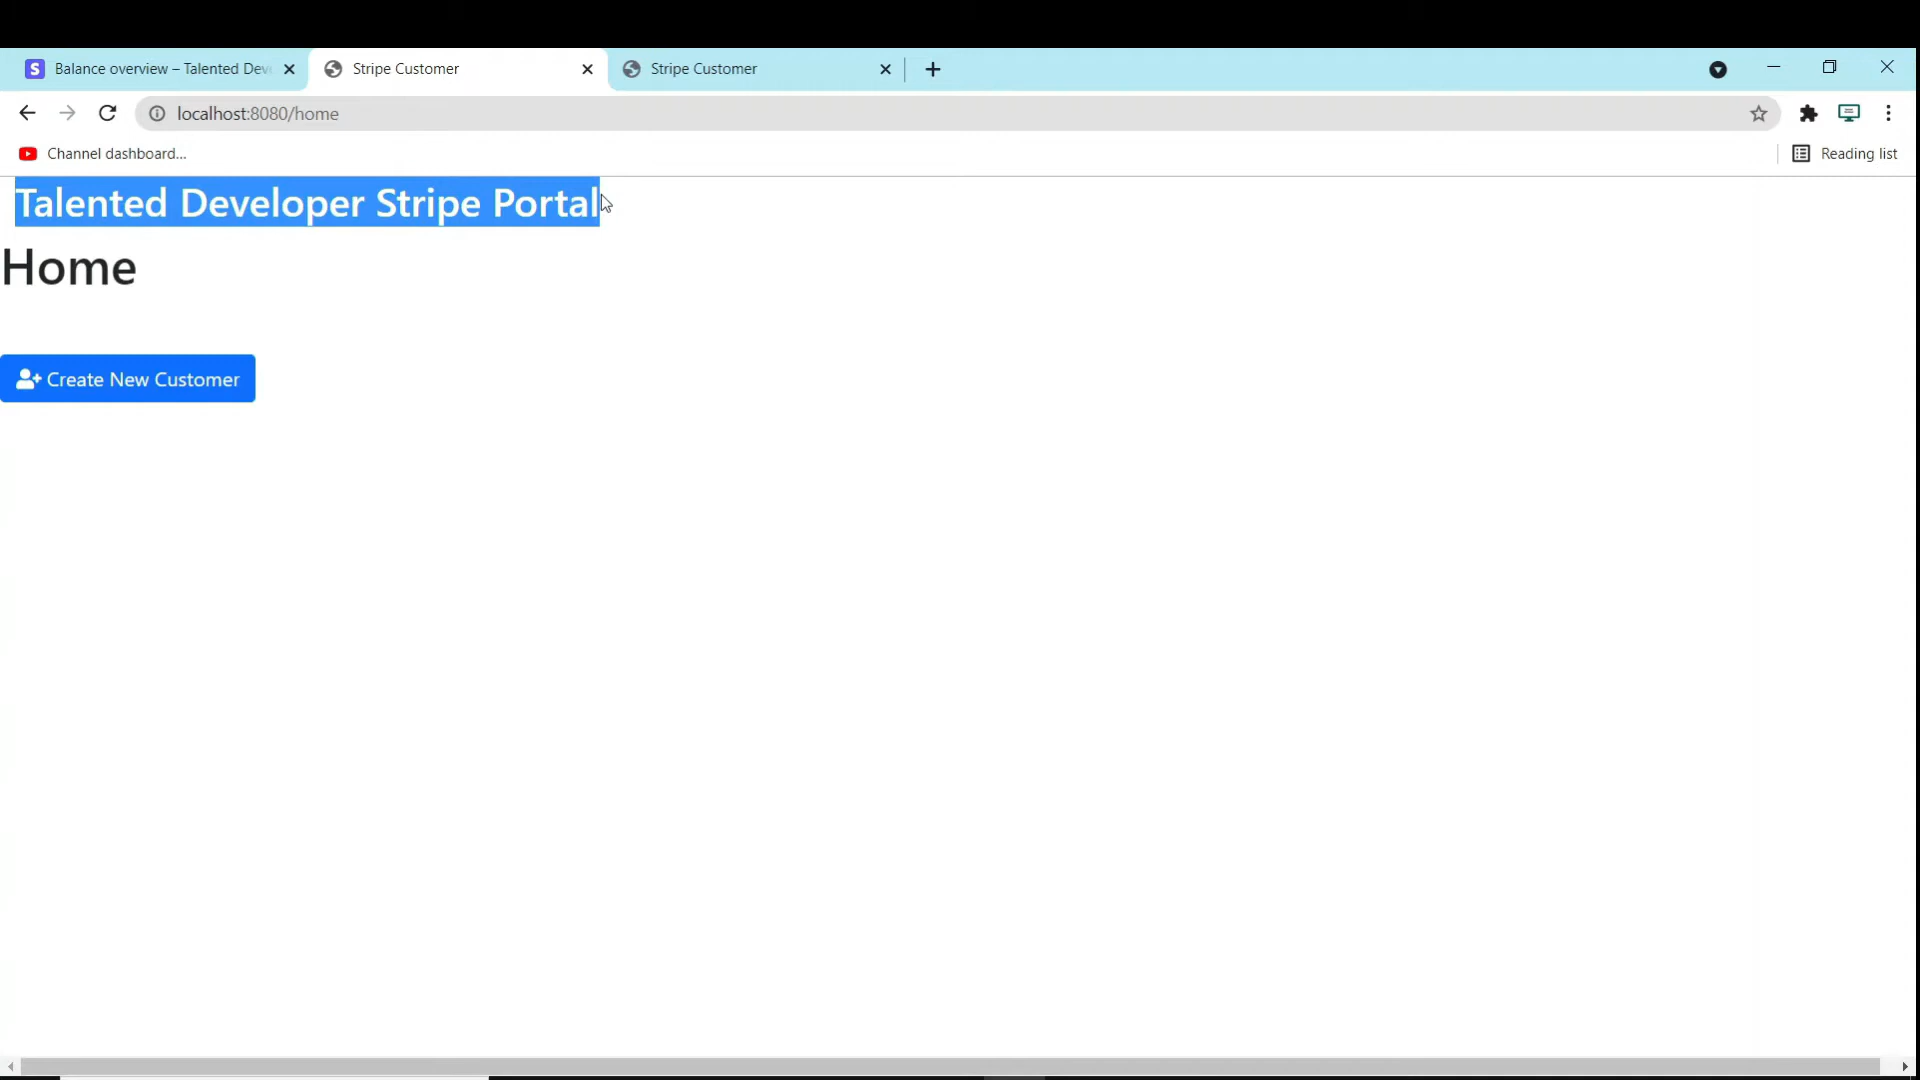 Balance overview – Talented Dev
Stripe Customer
Stripe Customer
localhost:8080/home
Channel dashboard...
Reading list
Talented Developer Stripe Portal
Home
Create New Customer